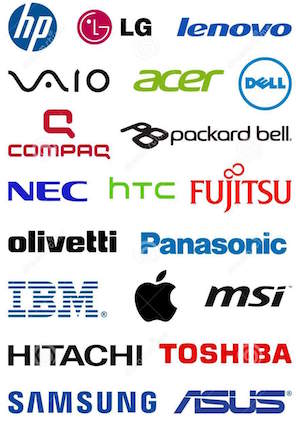 hp LG lenovo
VAIO acer DELL
COMPAQ packard bell.
NEC hTC FUJITSU
olivetti Panasonic
IBM® msi
HITACHI TOSHIBA
SAMSUNG ASUS®